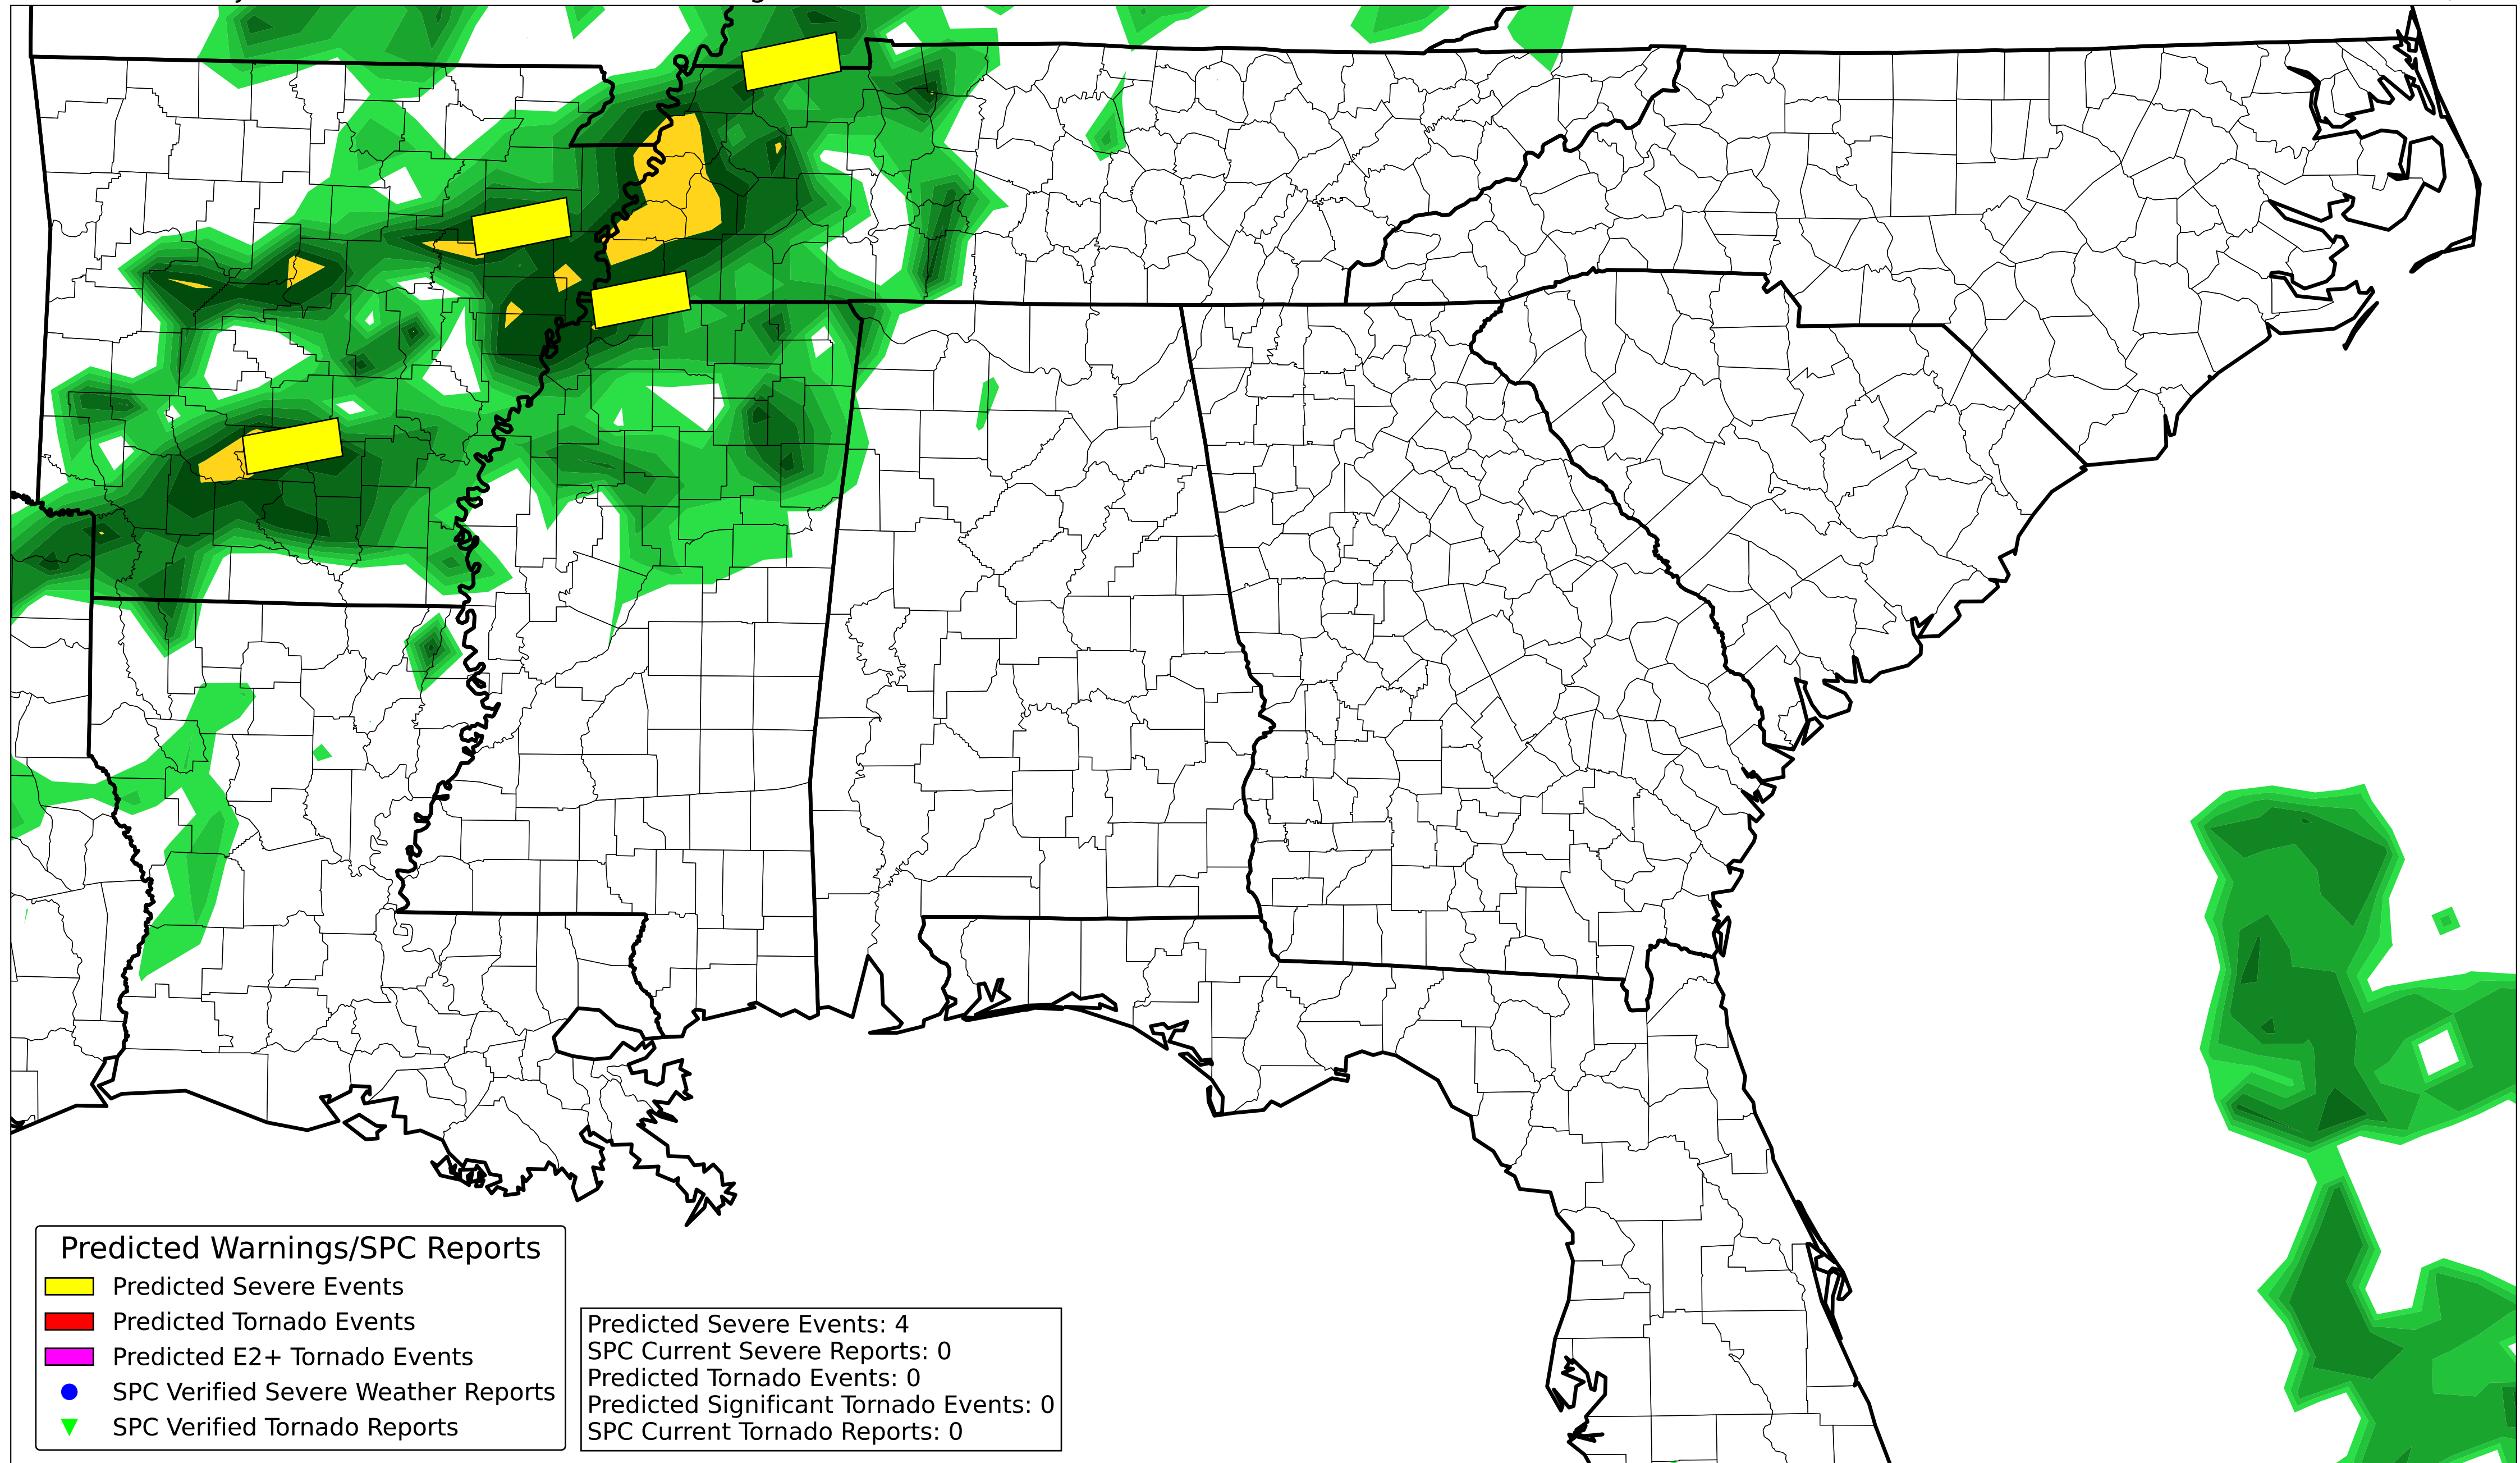 Predicted Warnings/SPC Reports
Predicted Severe Events
Predicted Tornado Events
Predicted E2+ Tornado Events
SPC Verified Severe Weather Reports
SPC Verified Tornado Reports
Predicted Severe Events: 4
SPC Current Severe Reports: 0
Predicted Tornado Events: 0
Predicted Significant Tornado Events: 0
SPC Current Tornado Reports: 0